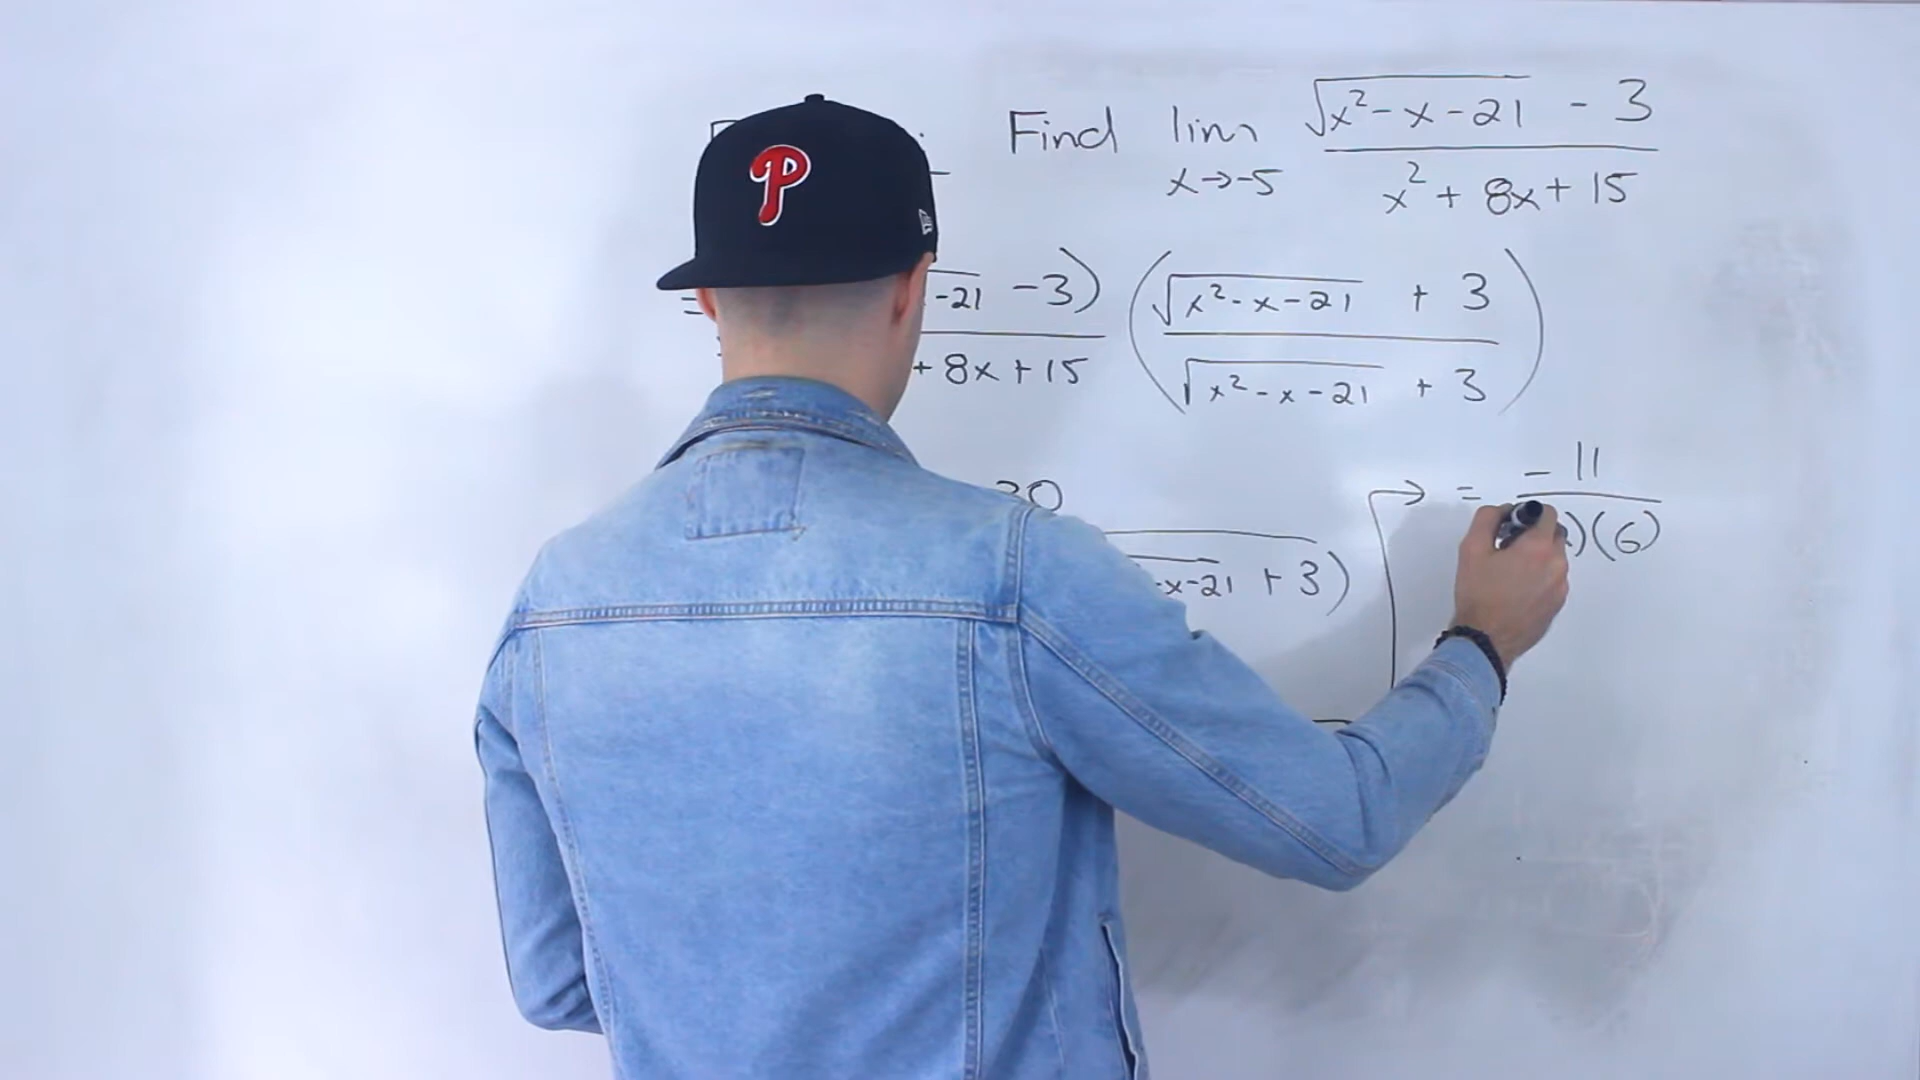 Find lim √(x²-x-21) - 3
x→-5 x² + 8x + 15
= -21 -3) (√(x²-x-21) + 3
+ 8x + 15 √(x²-x-21) + 3)
30 → = -11
-x-21 + 3) )(6)
P